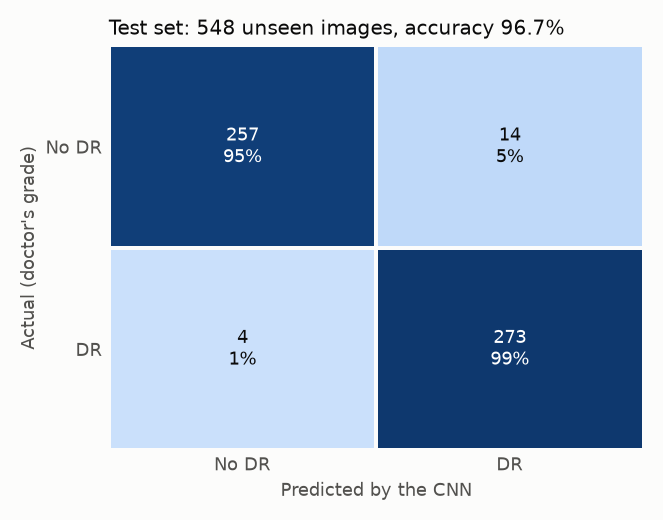 Test set: 548 unseen images, accuracy 96.7%
Actual (doctor's grade)
No DR
257
95%
14
5%
DR
4
1%
273
99%
No DR
DR
Predicted by the CNN